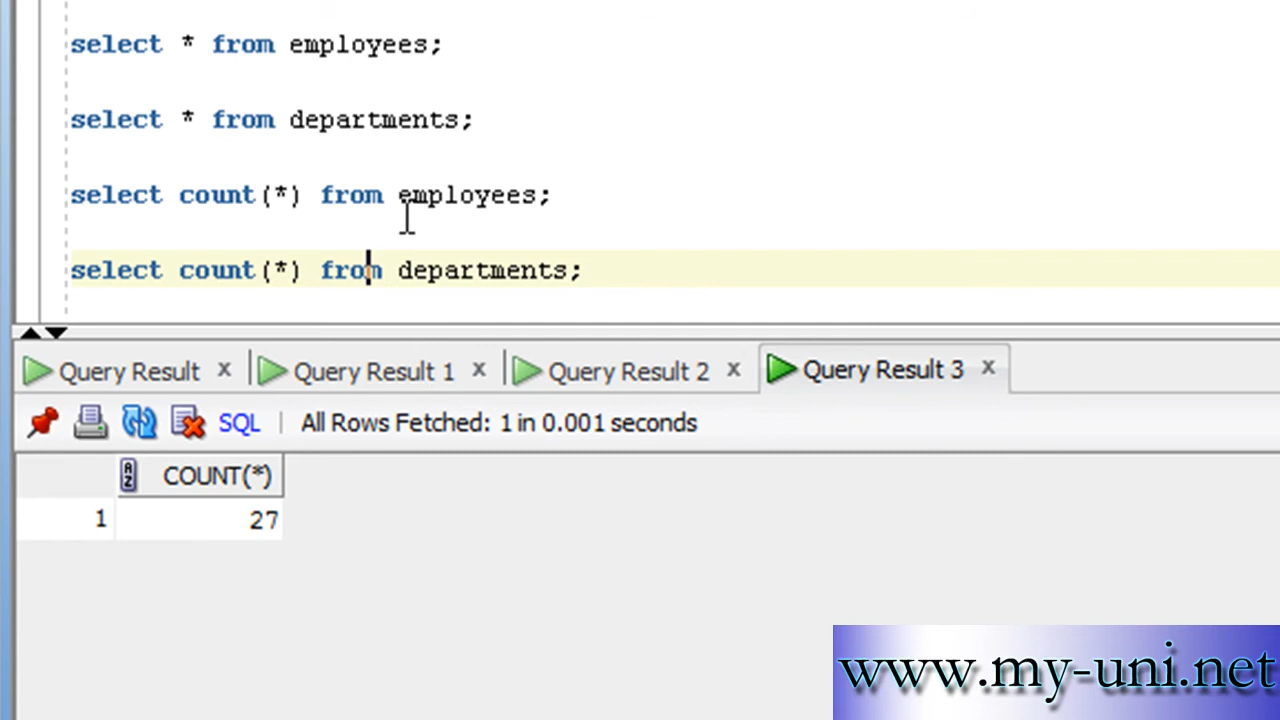 select * from employees;
select * from departments;
select count(*) from employees;
select count(*) from departments;
Query Result x Query Result 1 x Query Result 2 x Query Result 3 x
SQL | All Rows Fetched: 1 in 0.001 seconds
A Z COUNT(*)
1 27
www.my-uni.net